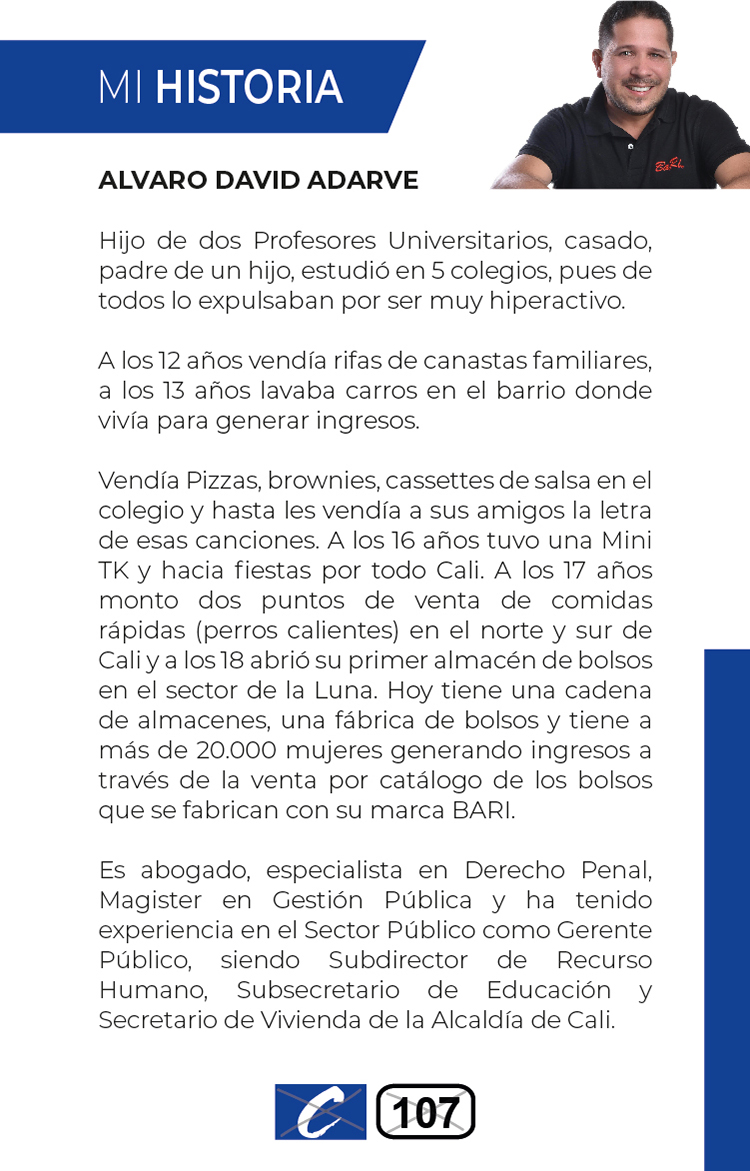 MI HISTORIA
BaRI
ALVARO DAVID ADARVE
Hijo de dos Profesores Universitarios, casado,
padre de un hijo, estudió en 5 colegios, pues de
todos lo expulsaban por ser muy hiperactivo.
A los 12 años vendía rifas de canastas familiares,
a los 13 años lavaba carros en el barrio donde
vivía para generar ingresos.
Vendía Pizzas, brownies, cassettes de salsa en el
colegio y hasta les vendía a sus amigos la letra
de esas canciones. A los 16 años tuvo una Mini
TK y hacia fiestas por todo Cali. A los 17 años
monto dos puntos de venta de comidas
rápidas (perros calientes) en el norte y sur de
Cali y a los 18 abrió su primer almacén de bolsos
en el sector de la Luna. Hoy tiene una cadena
de almacenes, una fábrica de bolsos y tiene a
más de 20.000 mujeres generando ingresos a
través de la venta por catálogo de los bolsos
que se fabrican con su marca BARI.
Es abogado, especialista en Derecho Penal,
Magister en Gestión Pública y ha tenido
experiencia en el Sector Público como Gerente
Público, siendo Subdirector de Recurso
Humano, Subsecretario de Educación y
Secretario de Vivienda de la Alcaldía de Cali.
C 107